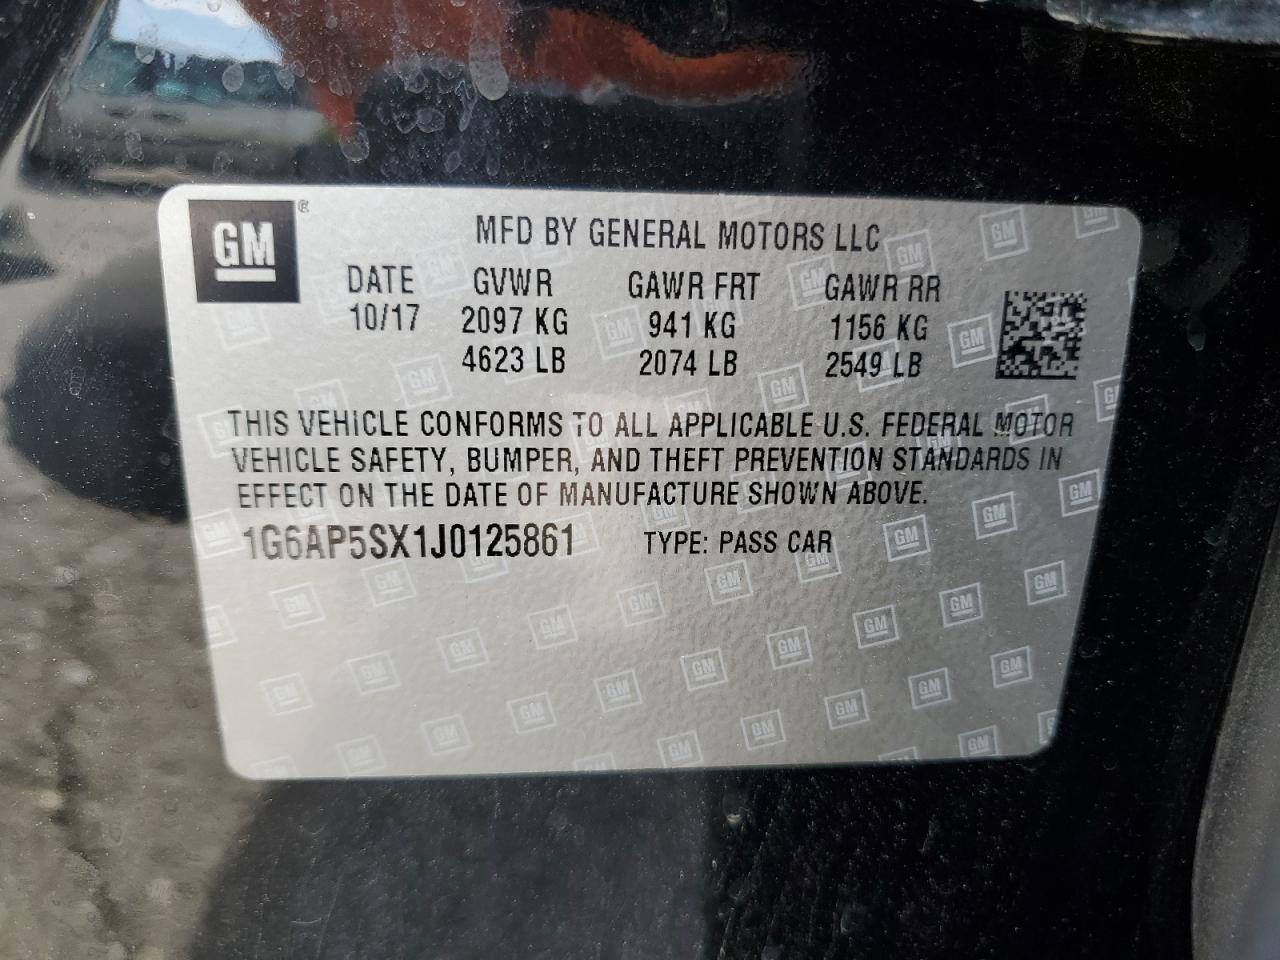 GM ®
MFD BY GENERAL MOTORS LLC
DATE GVWR GAWR FRT GAWR RR
10/17 2097 KG 941 KG 1156 KG
4623 LB 2074 LB 2549 LB
THIS VEHICLE CONFORMS TO ALL APPLICABLE U.S. FEDERAL MOTOR
VEHICLE SAFETY, BUMPER, AND THEFT PREVENTION STANDARDS IN
EFFECT ON THE DATE OF MANUFACTURE SHOWN ABOVE.
1G6AP5SX1J0125861 TYPE: PASS CAR